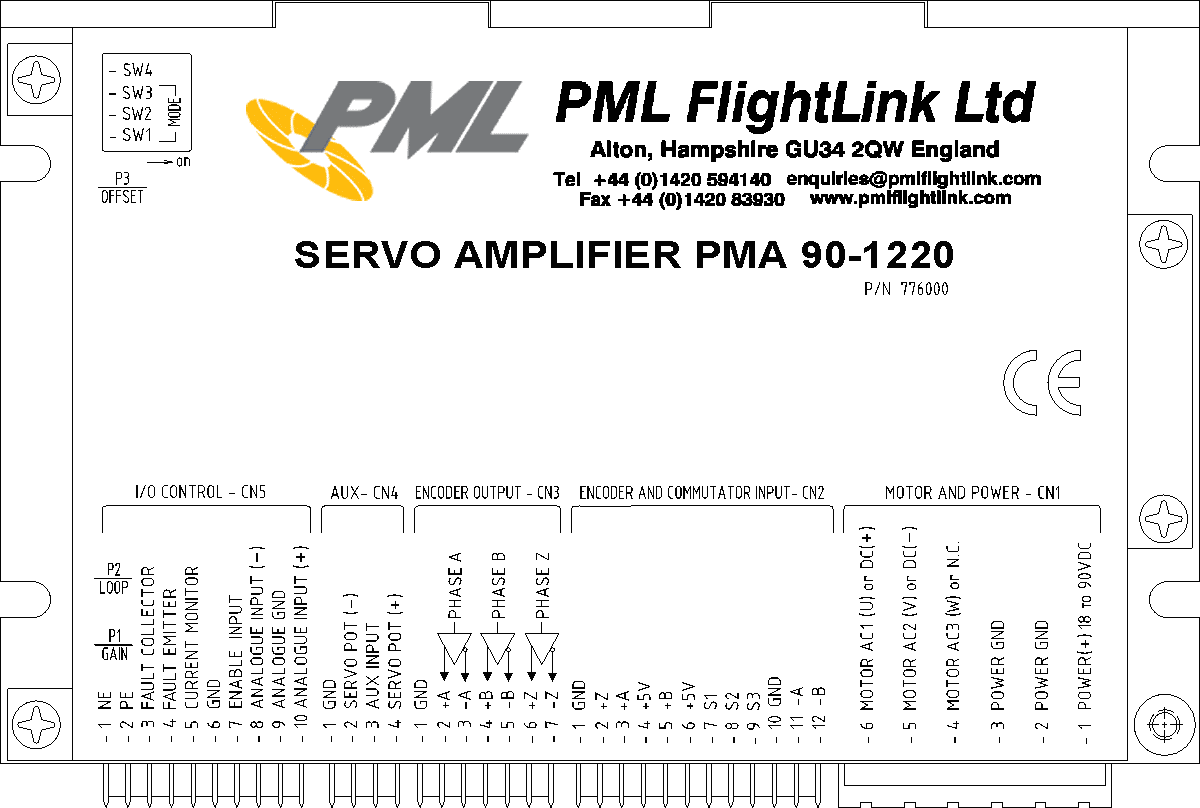 - SW4
- SW3
- SW2
- SW1
MODE
on
P3
OFFSET
PML
PML FlightLink Ltd
Alton, Hampshire GU34 2QW England
Tel +44 (0)1420 594140 enquiries@pmlflightlink.com
Fax +44 (0)1420 83930 www.pmlflightlink.com
SERVO AMPLIFIER PMA 90-1220
P/N 776000
CE
I/O CONTROL - CN5
P2
LOOP
P1
GAIN
- 1 NE
- 2 PE
- 3 FAULT COLLECTOR
- 4 FAULT EMITTER
- 5 CURRENT MONITOR
- 6 GND
- 7 ENABLE INPUT
- 8 ANALOGUE INPUT (-)
- 9 ANALOGUE GND
- 10 ANALOGUE INPUT (+)
AUX- CN4
- 1 GND
- 2 SERVO POT (-)
- 3 AUX INPUT
- 4 SERVO POT (+)
ENCODER OUTPUT - CN3
PHASE A
PHASE B
PHASE Z
- 1 GND
- 2 +A
- 3 -A
- 4 +B
- 5 -B
- 6 +Z
- 7 -Z
ENCODER AND COMMUTATOR INPUT- CN2
- 1 GND
- 2 +Z
- 3 +A
- 4 +5V
- 5 +B
- 6 +5V
- 7 S1
- 8 S2
- 9 S3
- 10 GND
- 11 -A
- 12 -B
MOTOR AND POWER - CN1
- 6 MOTOR AC1 (U) or DC(+)
- 5 MOTOR AC2 (V) or DC(-)
- 4 MOTOR AC3 (W) or N.C.
- 3 POWER GND
- 2 POWER GND
- 1 POWER(+) 18 to 90VDC